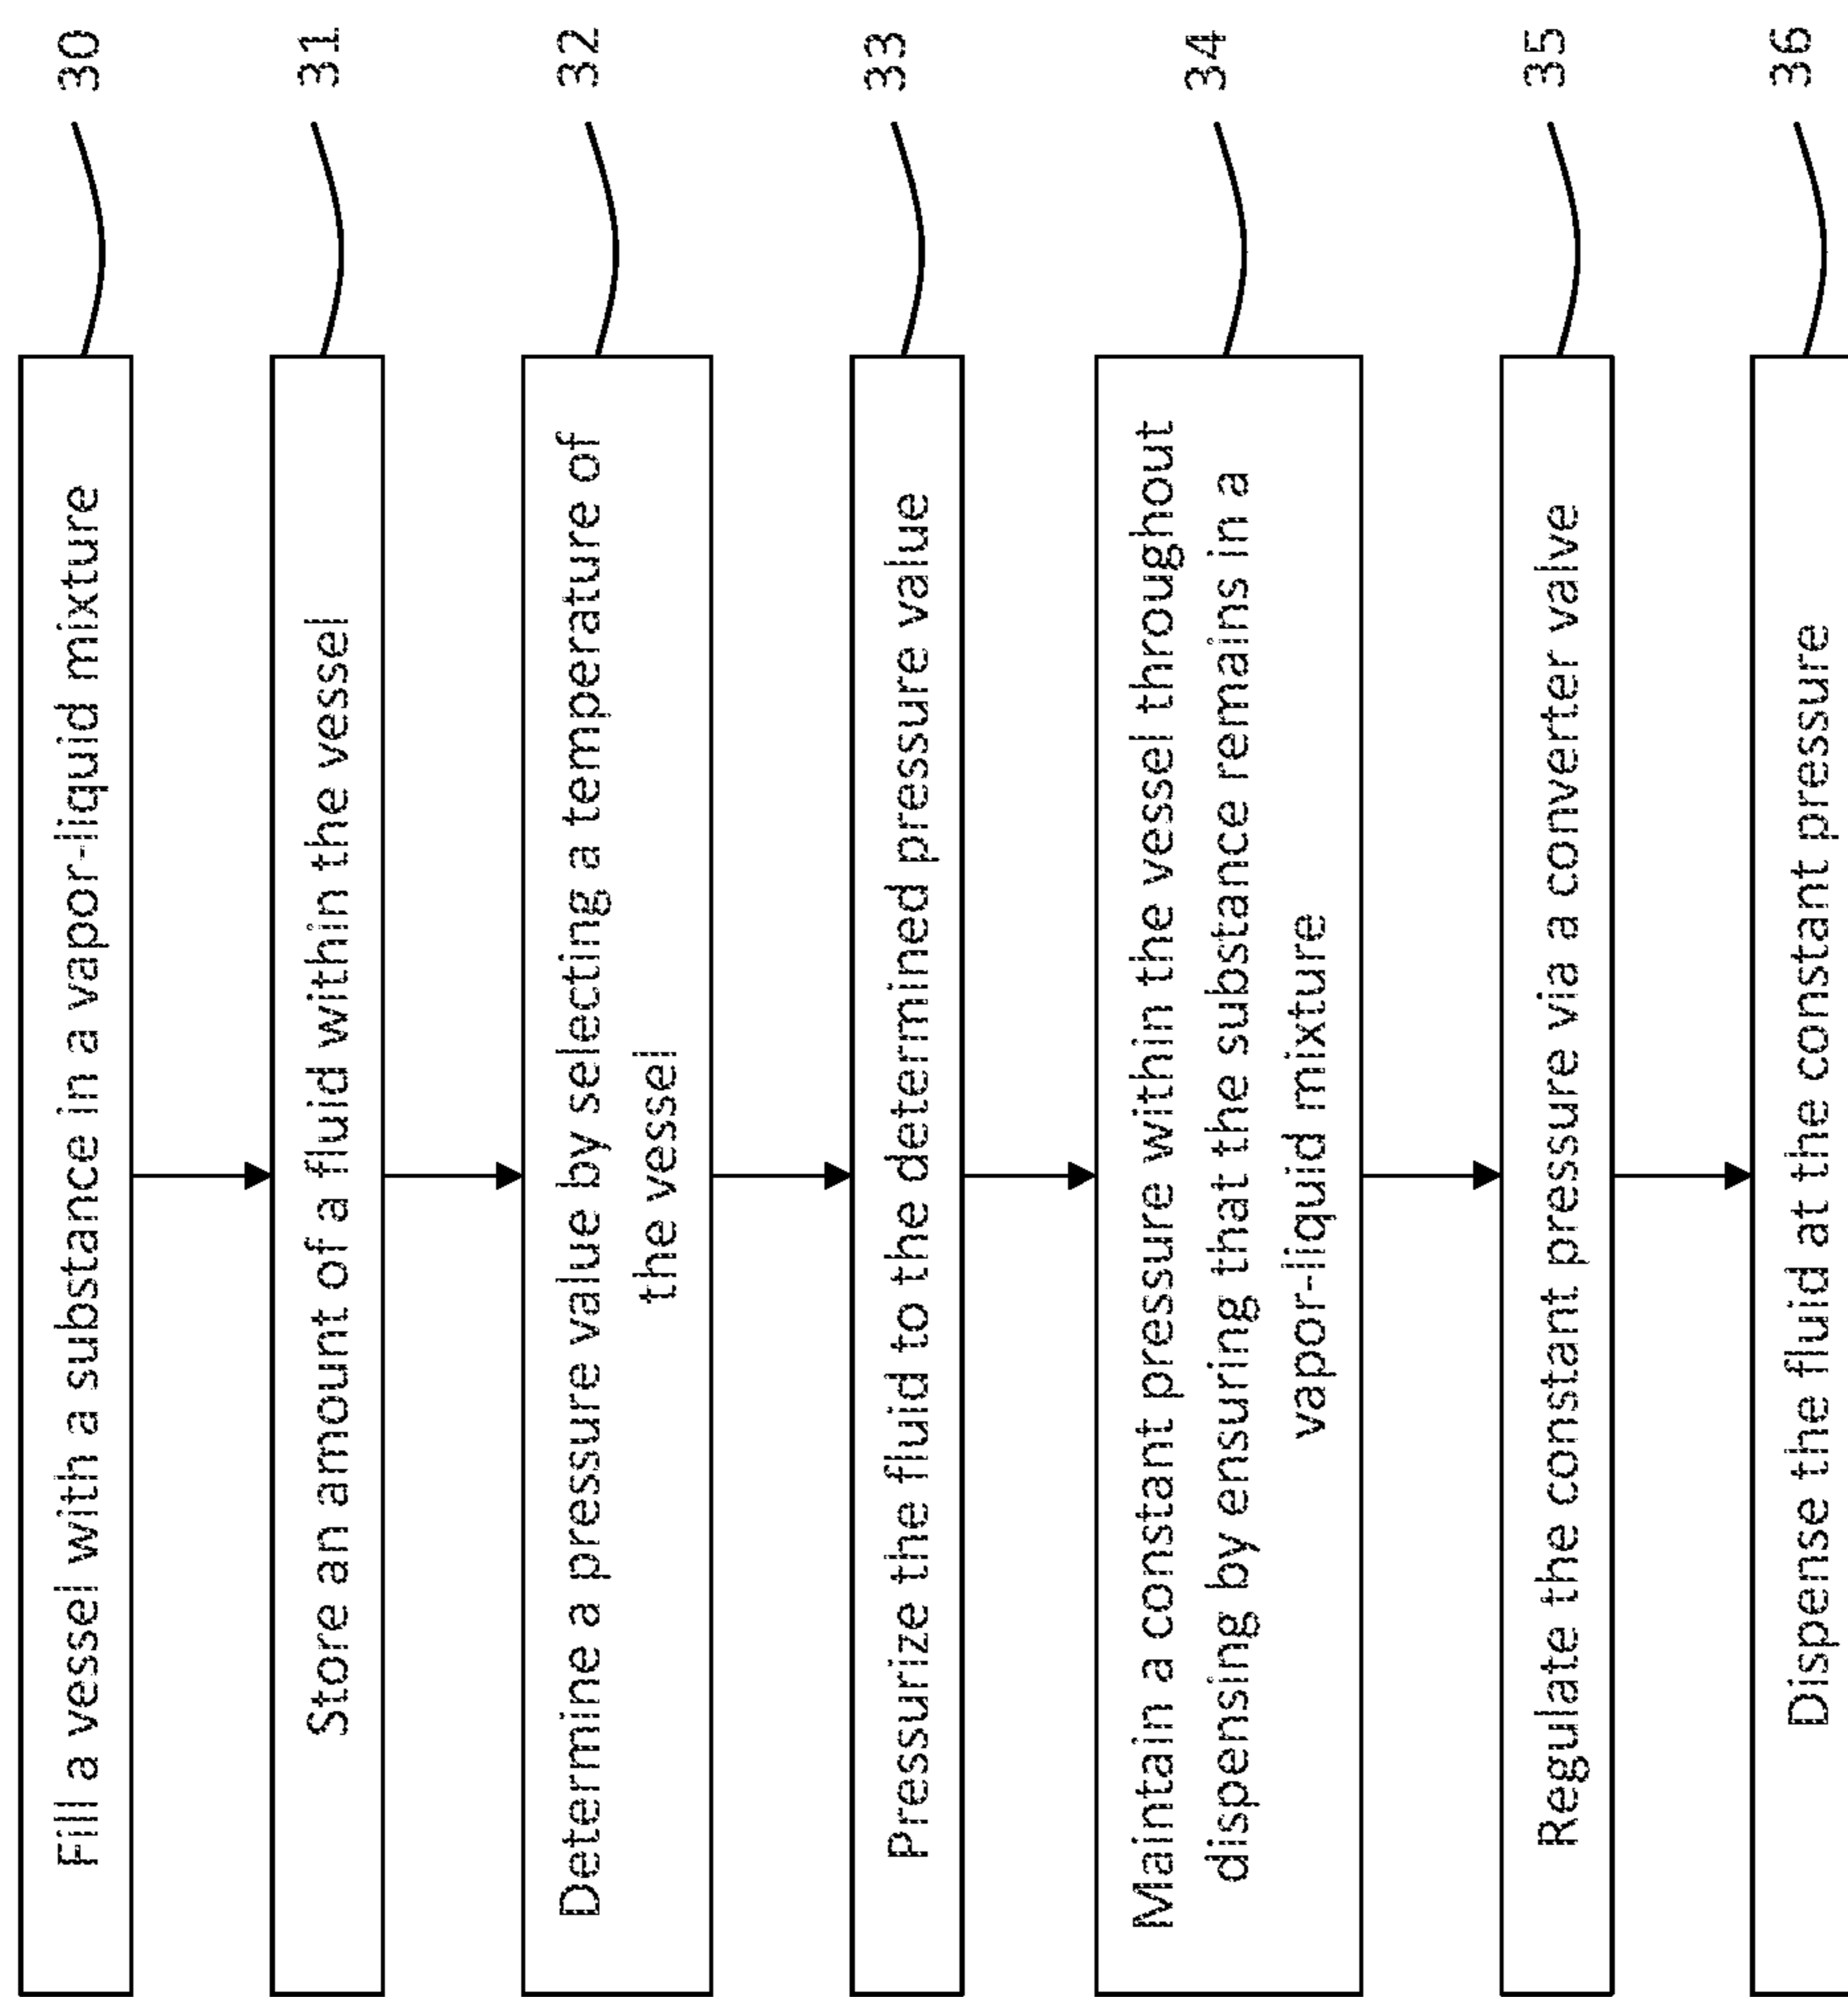 Fill a vessel with a substance in a vapor-liquid mixture
30
Store an amount of a fluid within the vessel
31
Determine a pressure value by selecting a temperature of
the vessel
32
Pressurize the fluid to the determined pressure value
33
Maintain a constant pressure within the vessel throughout
dispensing by ensuring that the substance remains in a
vapor-liquid mixture
34
Regulate the constant pressure via a converter valve
35
Dispense the fluid at the constant pressure
36